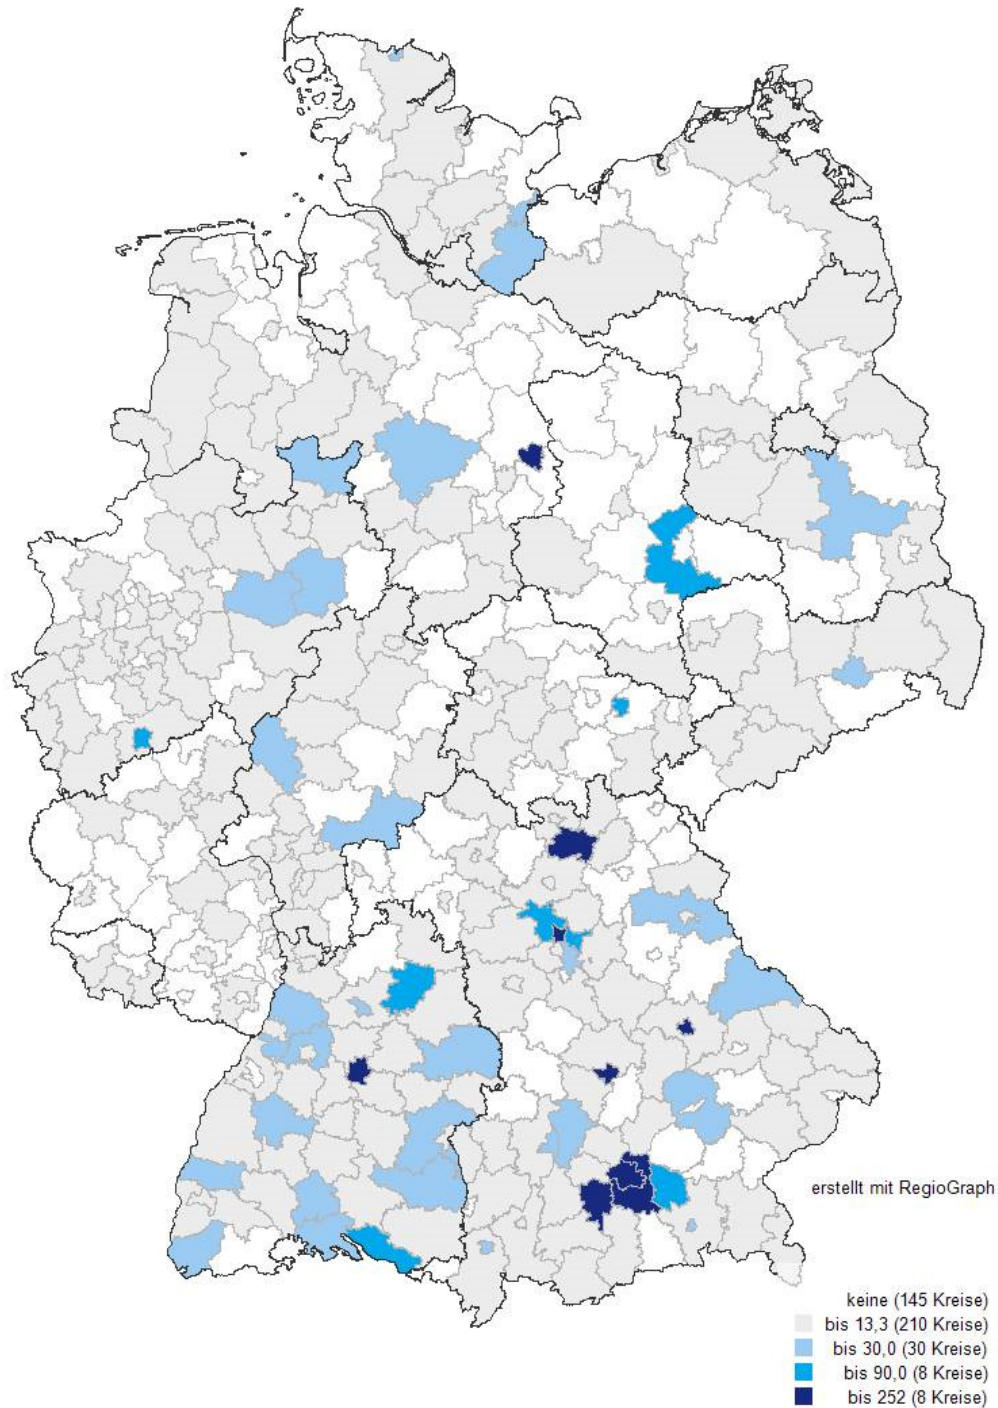 erstellt mit RegioGraph
keine (145 Kreise)
bis 13,3 (210 Kreise)
bis 30,0 (30 Kreise)
bis 90,0 (8 Kreise)
bis 252 (8 Kreise)